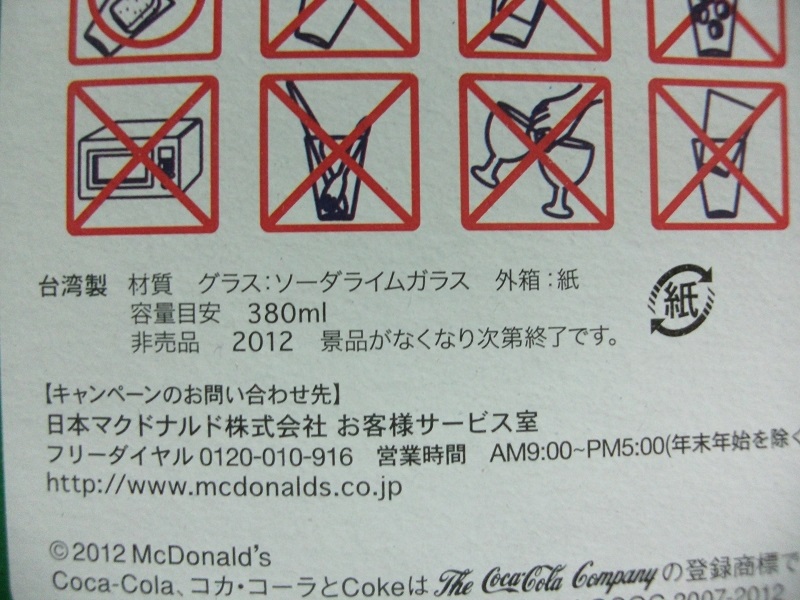 台湾製 材質 グラス：ソーダライムガラス 外箱：紙
容量目安 380ml
非売品 2012 景品がなくなり次第終了です。
紙
【キャンペーンのお問い合わせ先】
日本マクドナルド株式会社 お客様サービス室
フリーダイヤル 0120-010-916 営業時間 AM9:00~PM5:00(年末年始を除く
http://www.mcdonalds.co.jp
©2012 McDonald's
Coca-Cola、コカ・コーラとCokeは The Coca-Cola Company の登録商標で
2007-2012